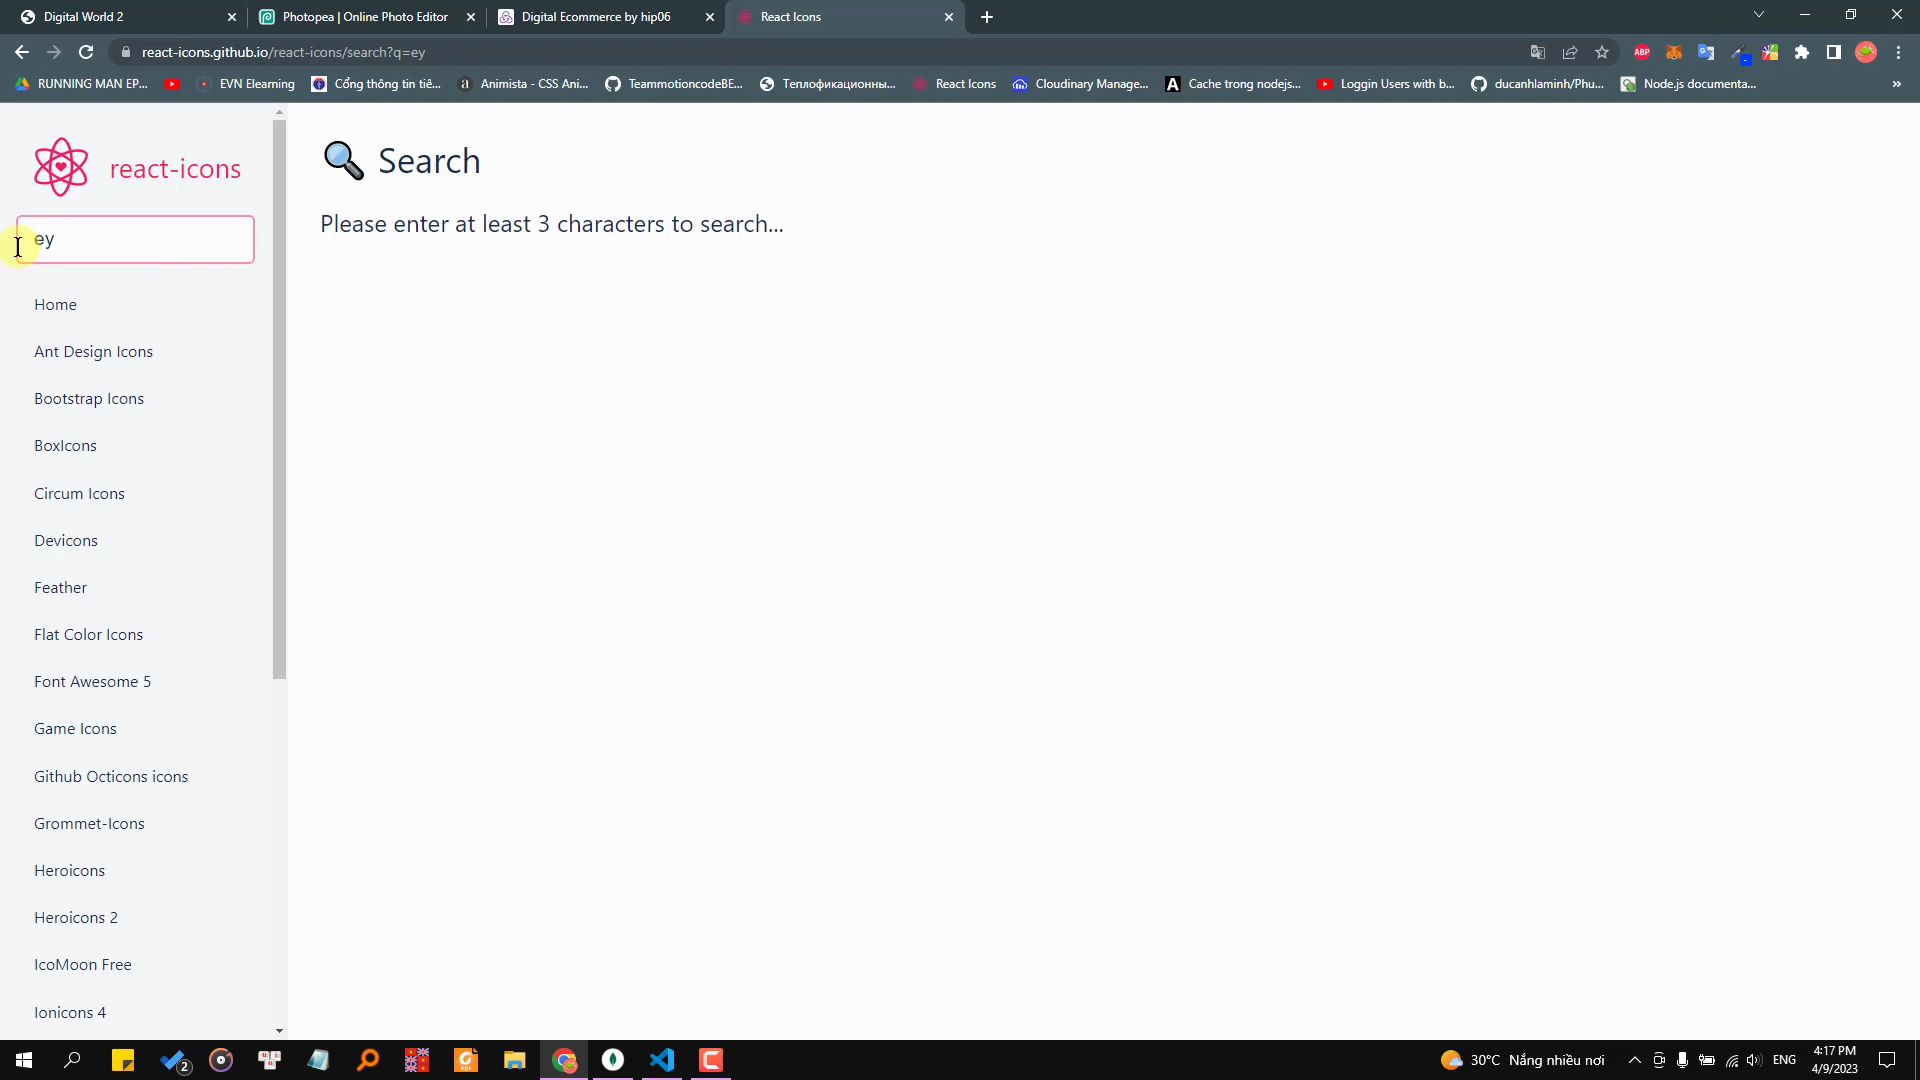 Digital World 2
Photopea | Online Photo Editor
Digital Ecommerce by hip06
React Icons
react-icons.github.io/react-icons/search?q=ey
RUNNING MAN EP...
EVN Elearning
Cổng thông tin tiê...
Animista - CSS Ani...
TeammotioncodeBE...
Теплофикационны...
React Icons
Cloudinary Manage...
Cache trong nodejs...
Loggin Users with b...
ducanhlaminh/Phu...
Node.js documenta...
»
react-icons
ey
Home
Ant Design Icons
Bootstrap Icons
BoxIcons
Circum Icons
Devicons
Feather
Flat Color Icons
Font Awesome 5
Game Icons
Github Octicons icons
Grommet-Icons
Heroicons
Heroicons 2
IcoMoon Free
Ionicons 4
Search
Please enter at least 3 characters to search...
2
30°C Nắng nhiều nơi
ENG
4:17 PM
4/9/2023